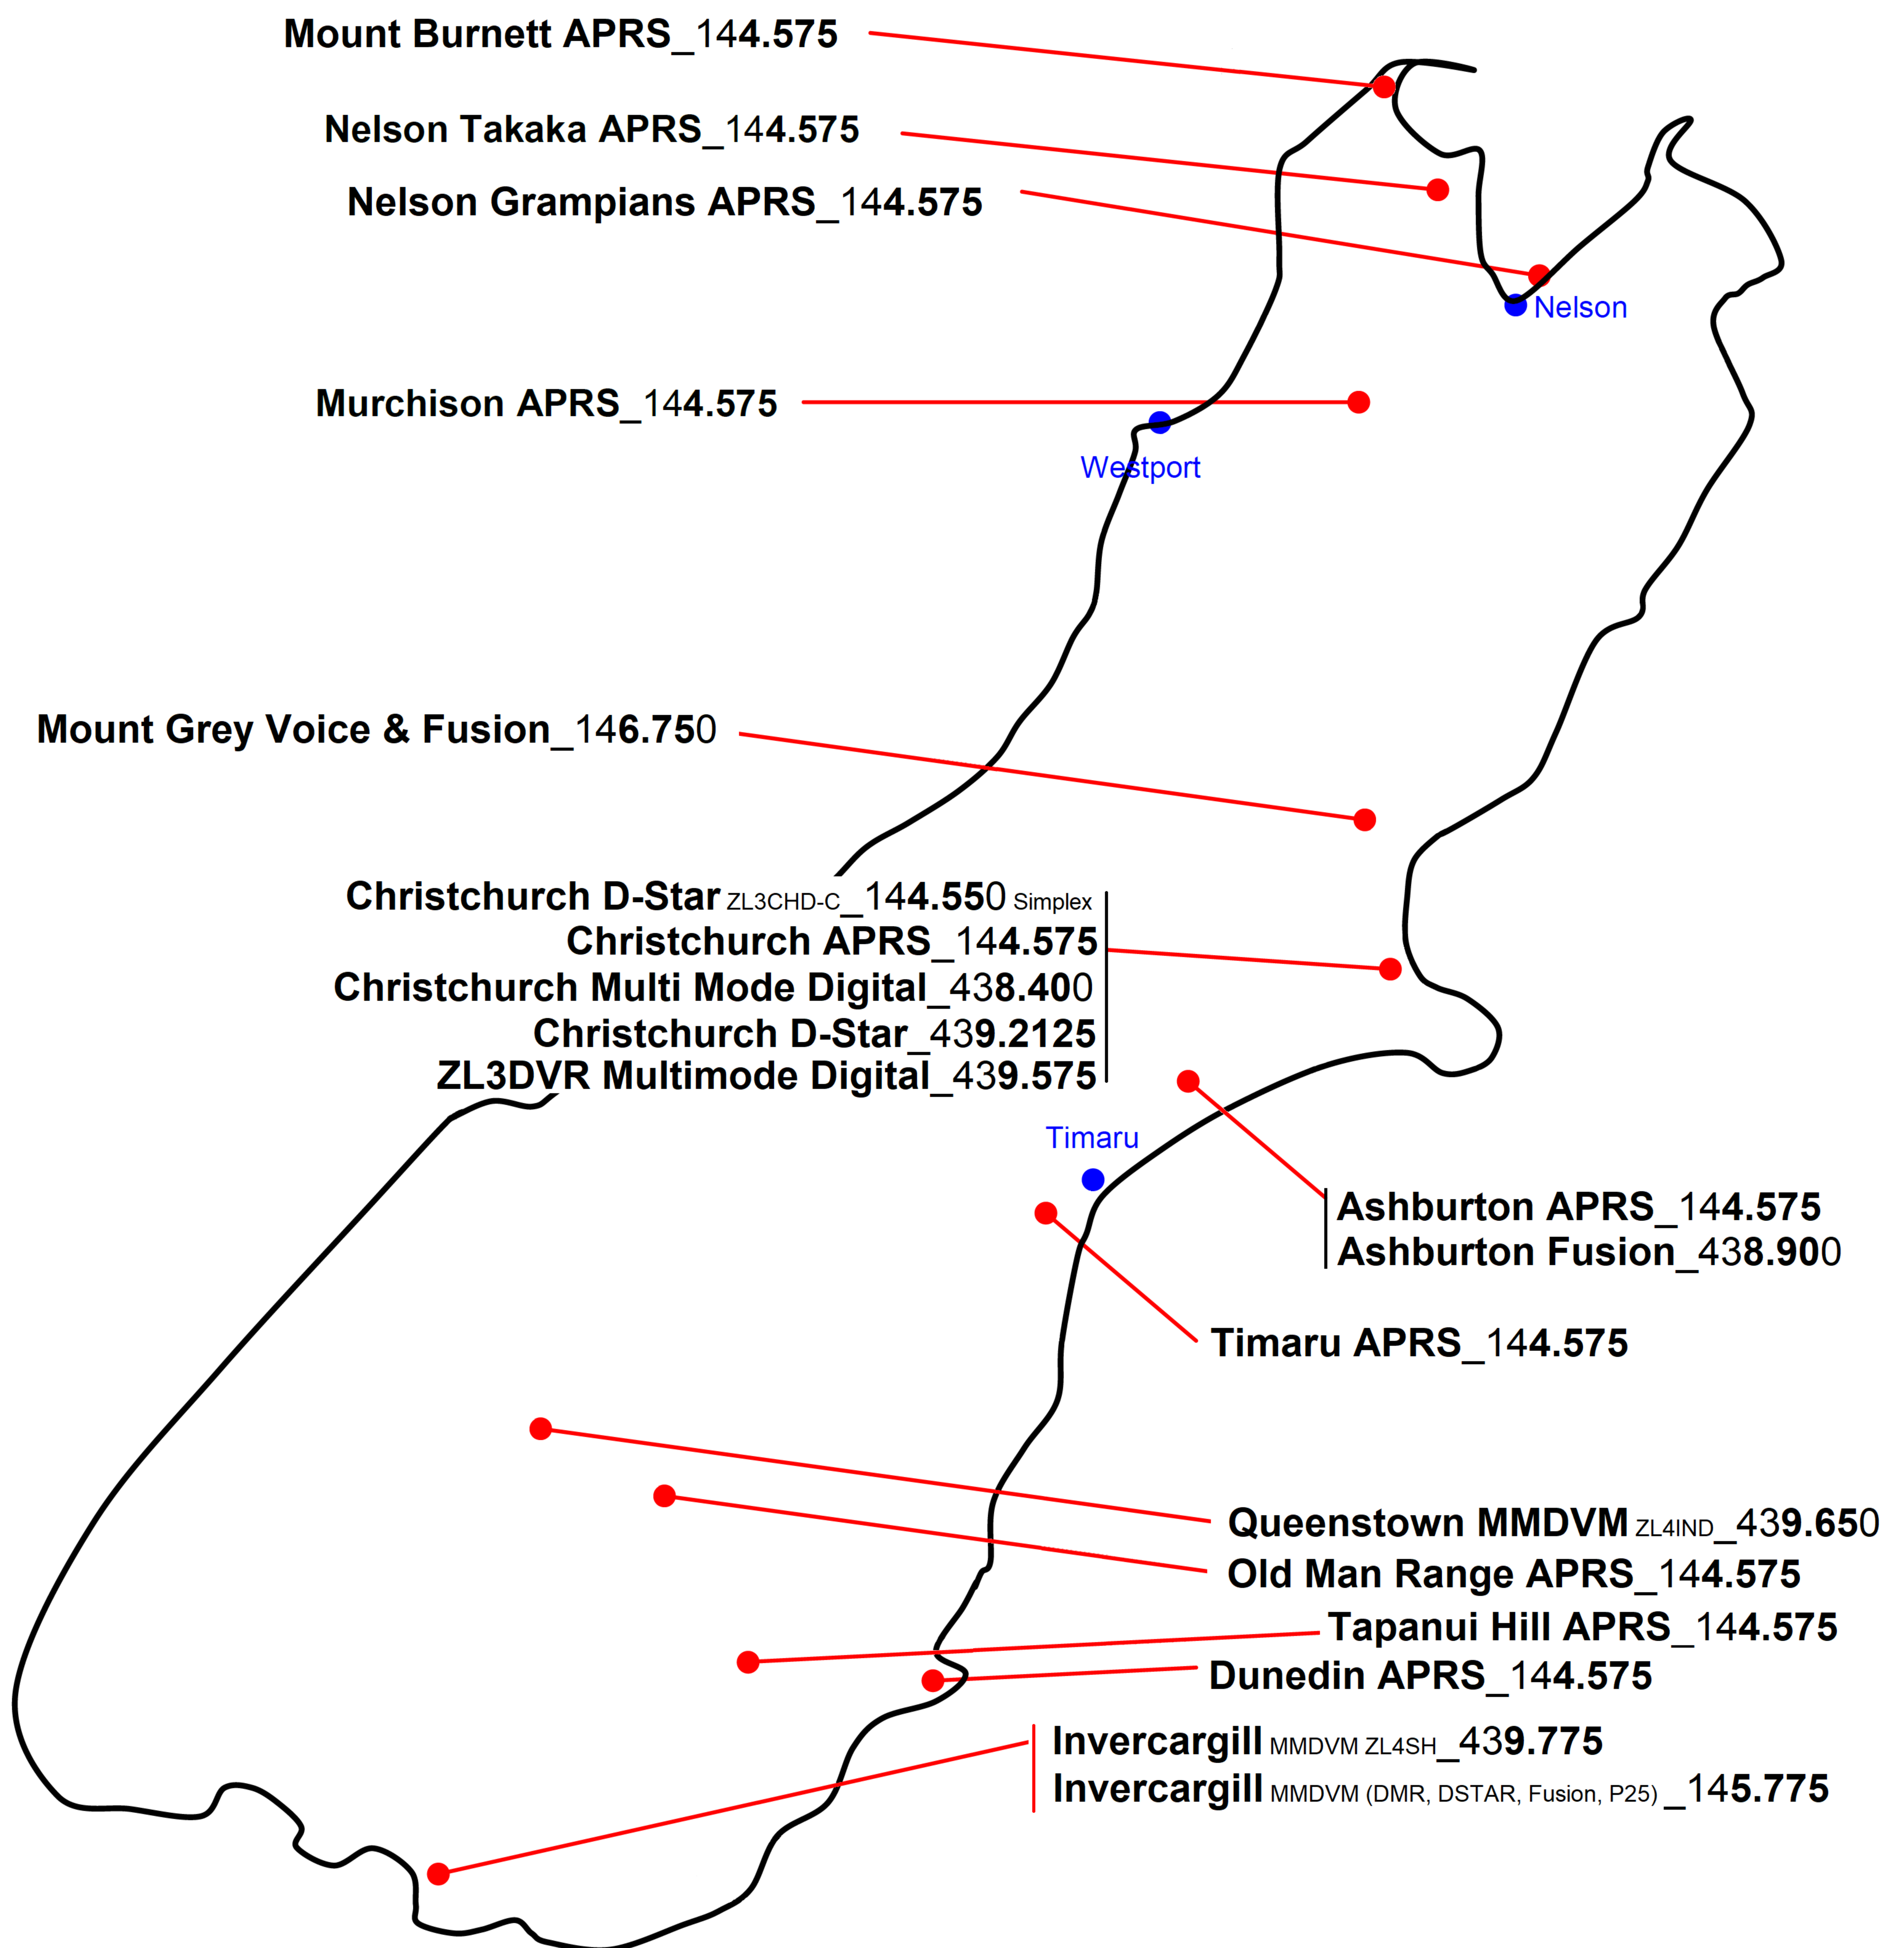 Mount Burnett APRS_144.575
Nelson Takaka APRS_144.575
Nelson Grampians APRS_144.575
Nelson
Murchison APRS_144.575
Westport
Mount Grey Voice & Fusion_146.750
Christchurch D-Star ZL3CHD-C_144.550 Simplex
Christchurch APRS_144.575
Christchurch Multi Mode Digital_438.400
Christchurch D-Star_439.2125
ZL3DVR Multimode Digital_439.575
Timaru
Ashburton APRS_144.575
Ashburton Fusion_438.900
Timaru APRS_144.575
Queenstown MMDVM ZL4IND_439.650
Old Man Range APRS_144.575
Tapanui Hill APRS_144.575
Dunedin APRS_144.575
Invercargill MMDVM ZL4SH_439.775
Invercargill MMDVM (DMR, DSTAR, Fusion, P25) _145.775